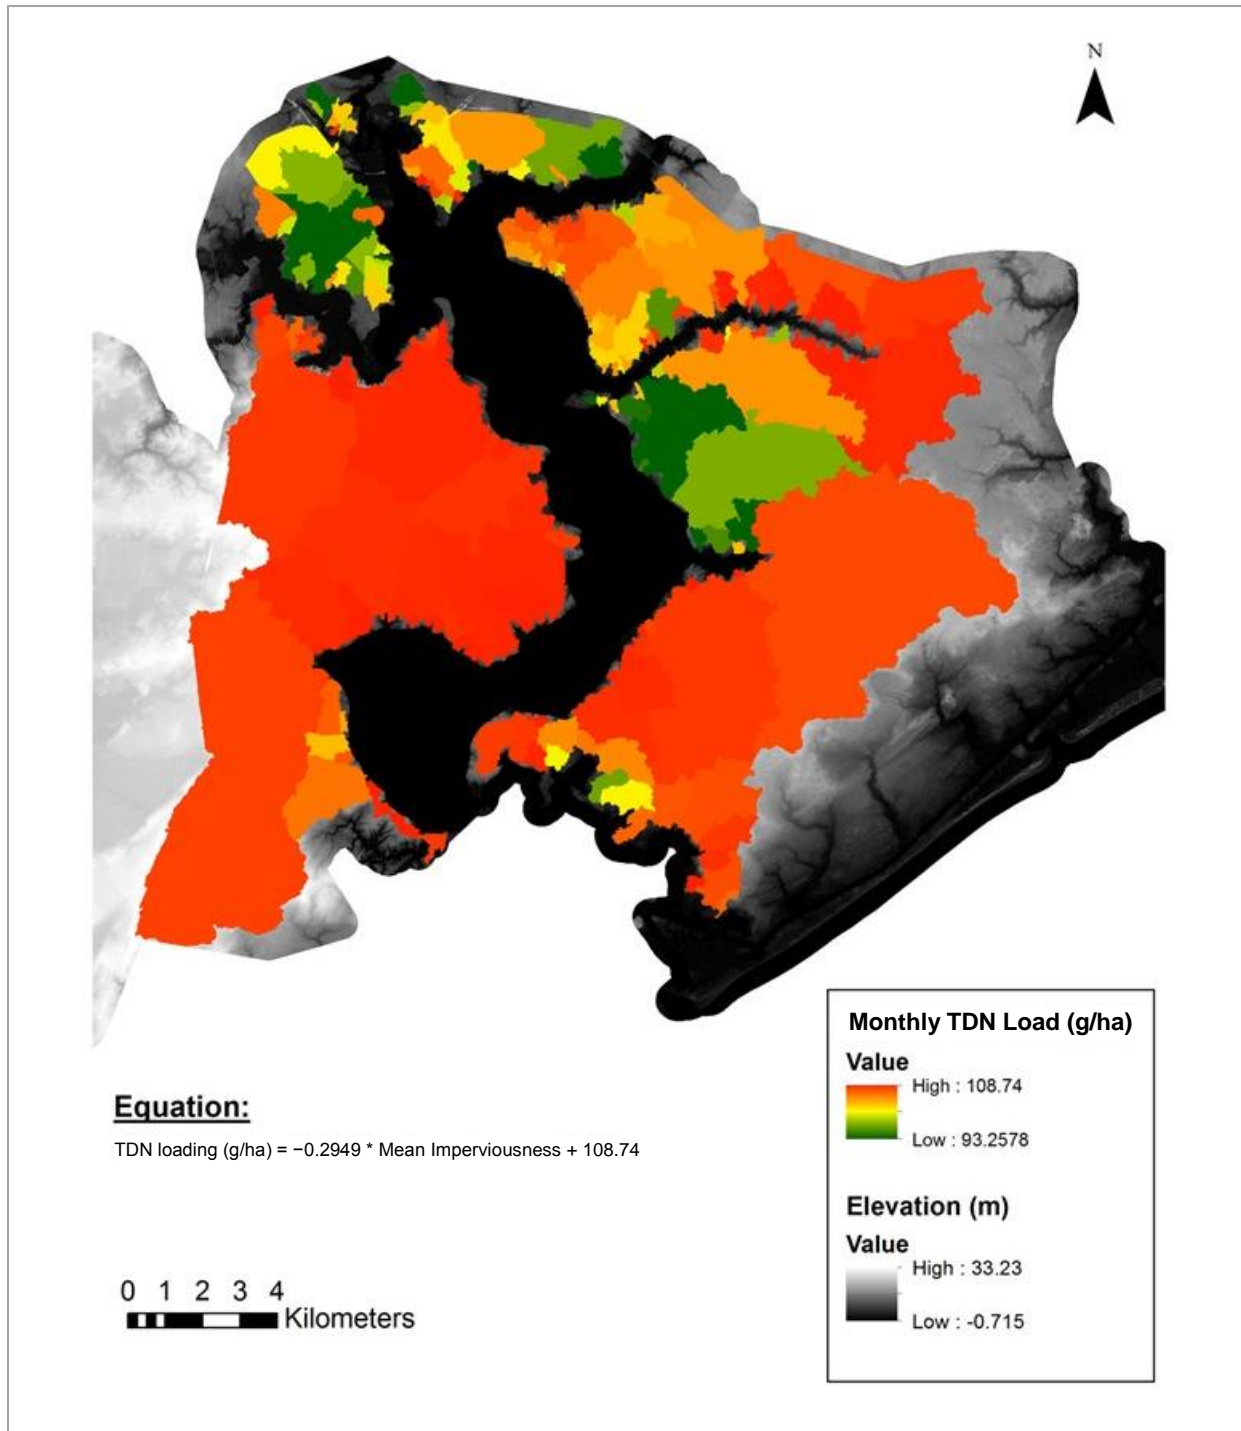 N
Monthly TDN Load (g/ha)
Value
High : 108.74
Low : 93.2578
Equation:
TDN loading (g/ha) = −0.2949 * Mean Imperviousness + 108.74
Elevation (m)
Value
High : 33.23
Low : -0.715
0 1 2 3 4
Kilometers